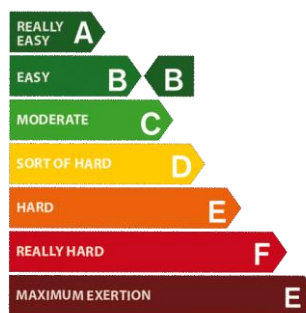 REALLY
EASY A
EASY B B
MODERATE C
SORT OF HARD D
HARD E
REALLY HARD F
MAXIMUM EXERTION E